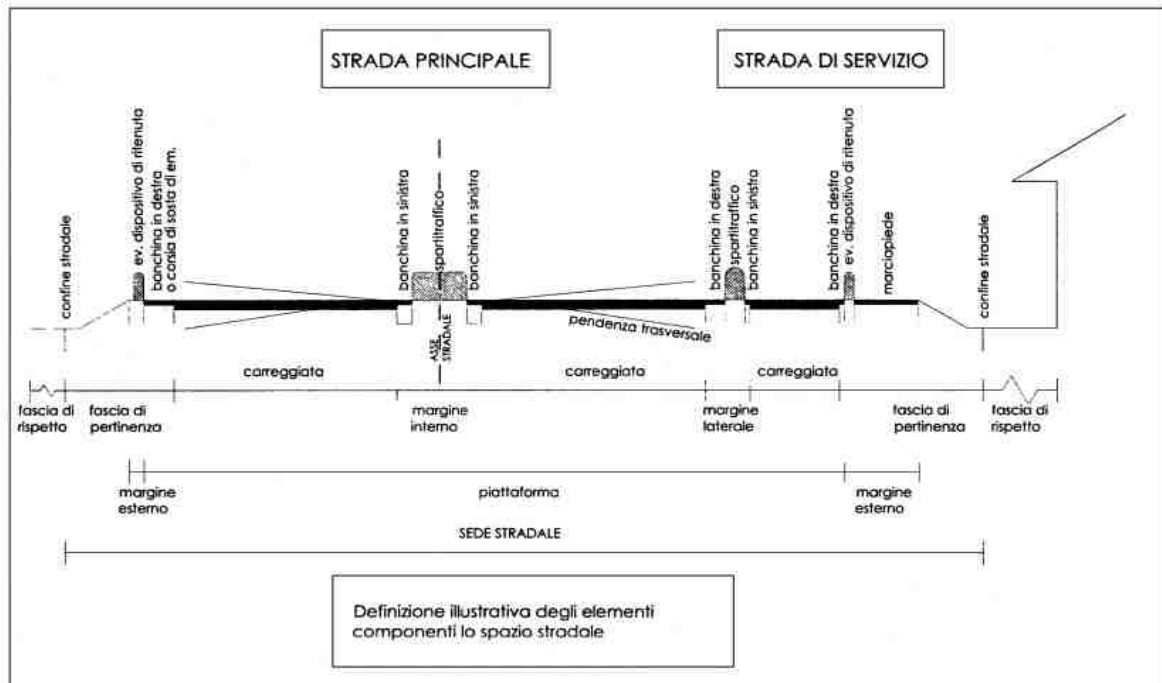 STRADA PRINCIPALE
STRADA DI SERVIZIO
confine stradale
ev. dispositivo di ritenuta
banchina in destra
o corsia di sosta di em.
banchina in sinistra
spartitraffico
banchina in sinistra
banchina in destra
spartitraffico
banchina in sinistra
banchina in destra
ev. dispositivo di ritenuta
marciapiede
confine stradale
ASSE
STRADALE
pendenza trasversale
carreggiata
carreggiata
carreggiata
fascia di
rispetto
fascia di
pertinenza
margine
interno
margine
laterale
fascia di
pertinenza
fascia di
rispetto
margine
esterno
piattaforma
margine
esterno
SEDE STRADALE
Definizione illustrativa degli elementi
componenti lo spazio stradale